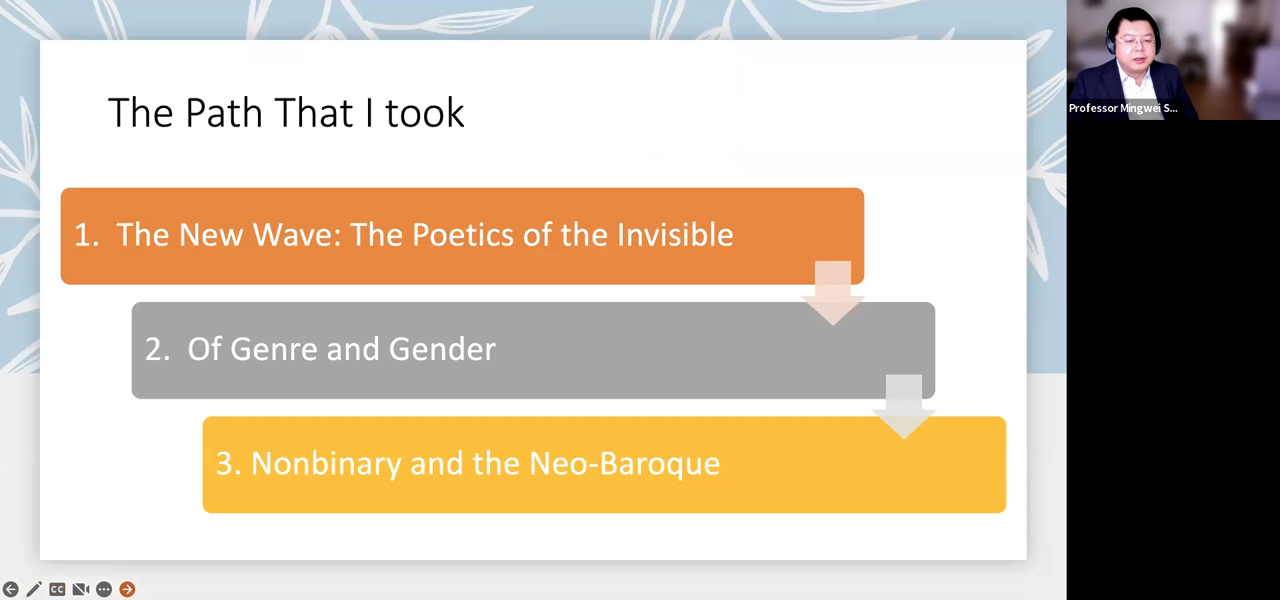 The Path That I took
1. The New Wave: The Poetics of the Invisible
2. Of Genre and Gender
3. Nonbinary and the Neo-Baroque
Professor Mingwei S...
CC